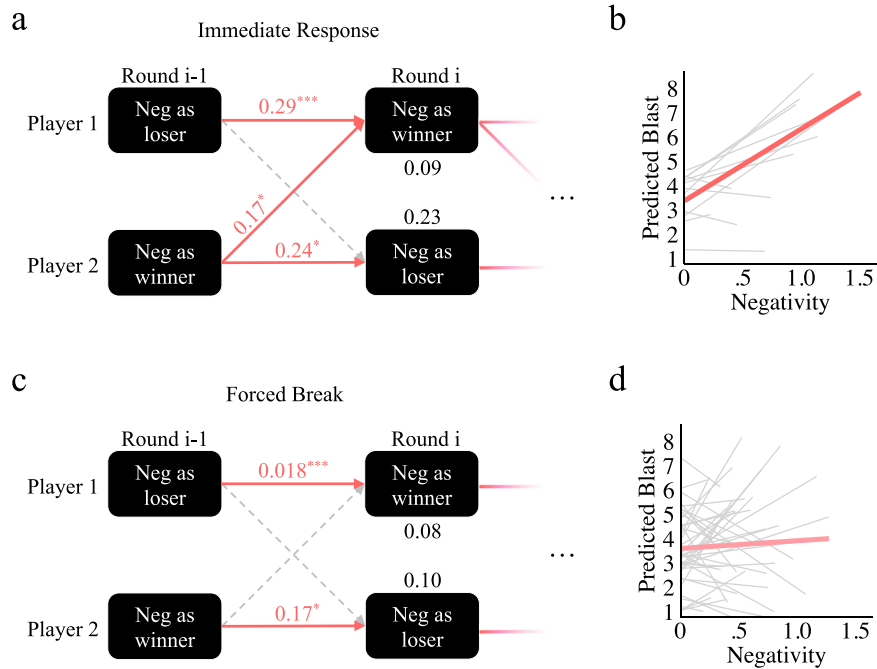 a
Immediate Response
Round i-1
Round i
Player 1
Neg as
loser
0.29***
Neg as
winner
0.09
0.17*
0.23
Player 2
Neg as
winner
0.24*
Neg as
loser
...
b
Predicted Blast
8
7
6
5
4
3
2
1
0
.5
1.0
1.5
Negativity
c
Forced Break
Round i-1
Round i
Player 1
Neg as
loser
0.018***
Neg as
winner
0.08
0.10
Player 2
Neg as
winner
0.17*
Neg as
loser
...
d
Predicted Blast
8
7
6
5
4
3
2
1
0
.5
1.0
1.5
Negativity